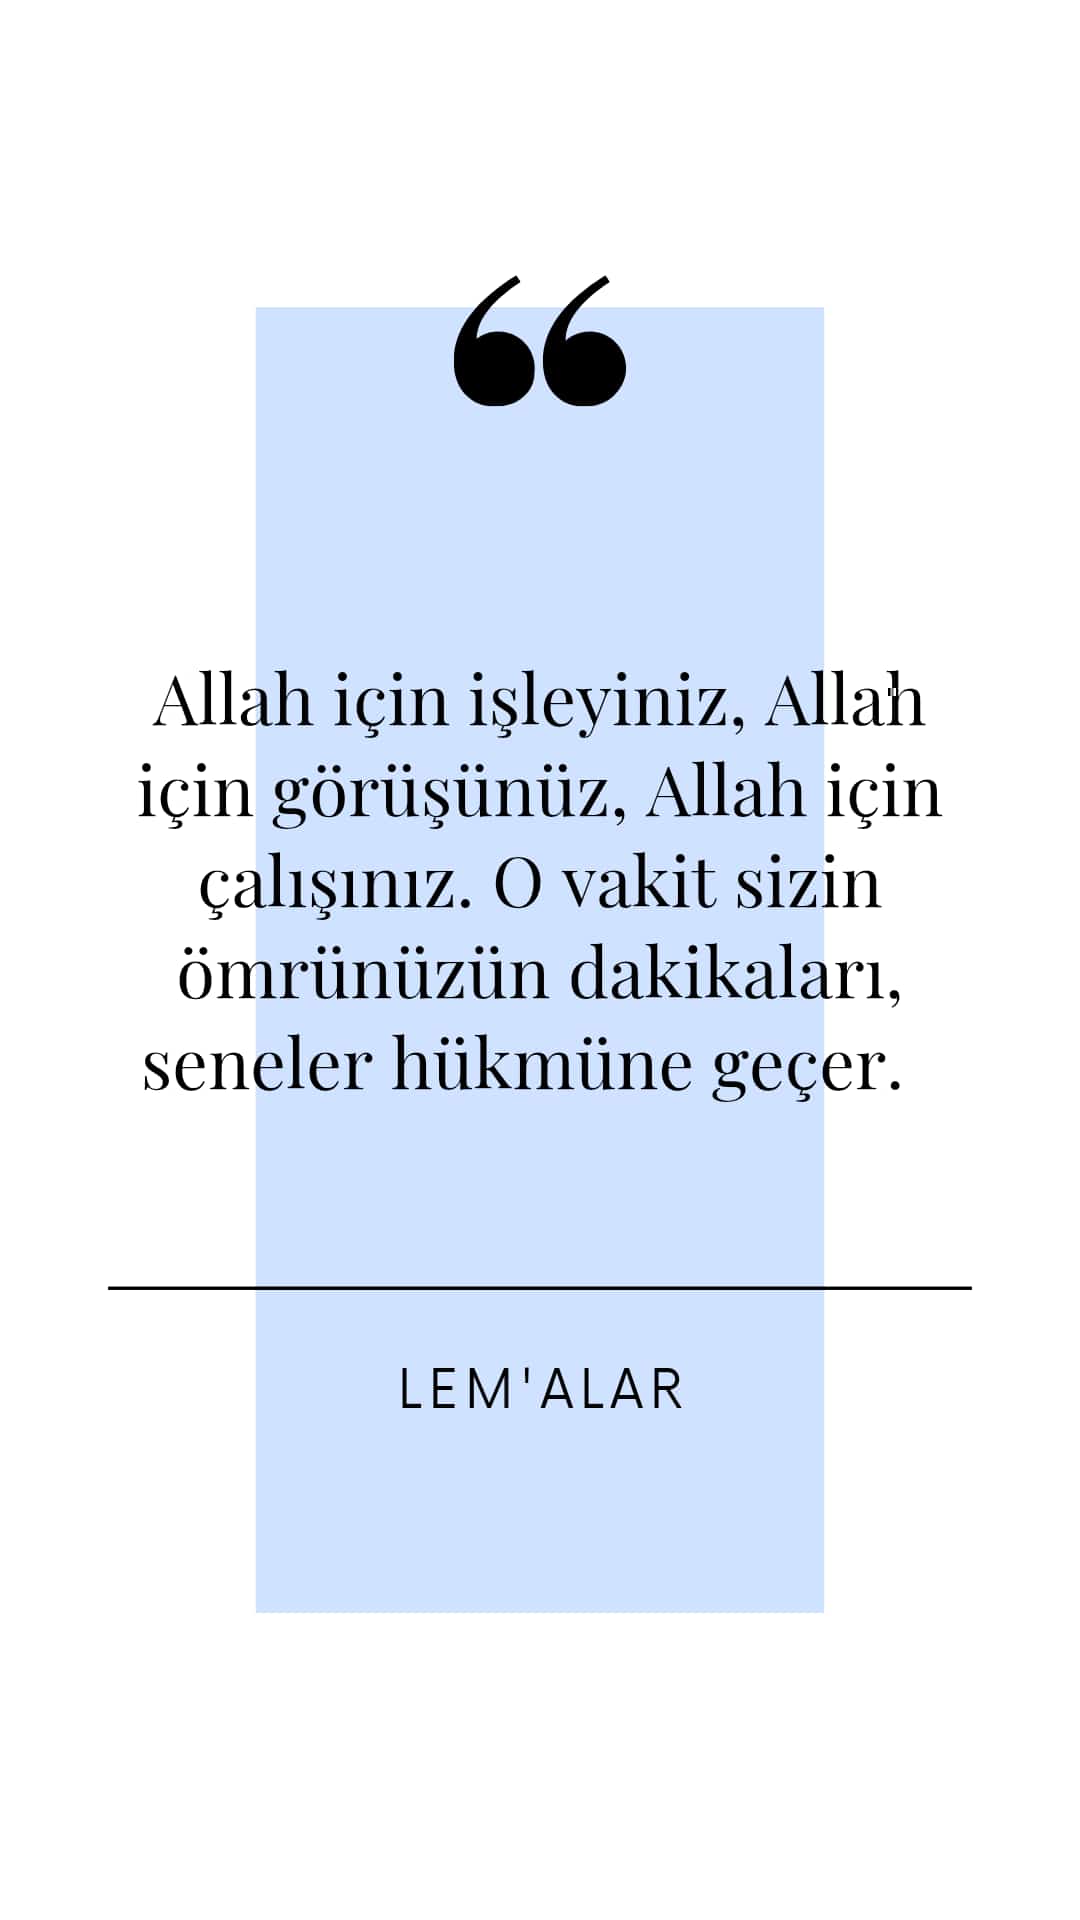 “
Allah için işleyiniz, Allah
için görüşünüz, Allah için
çalışınız. O vakit sizin
ömrünüzün dakikaları,
seneler hükmüne geçer.
LEM'ALAR